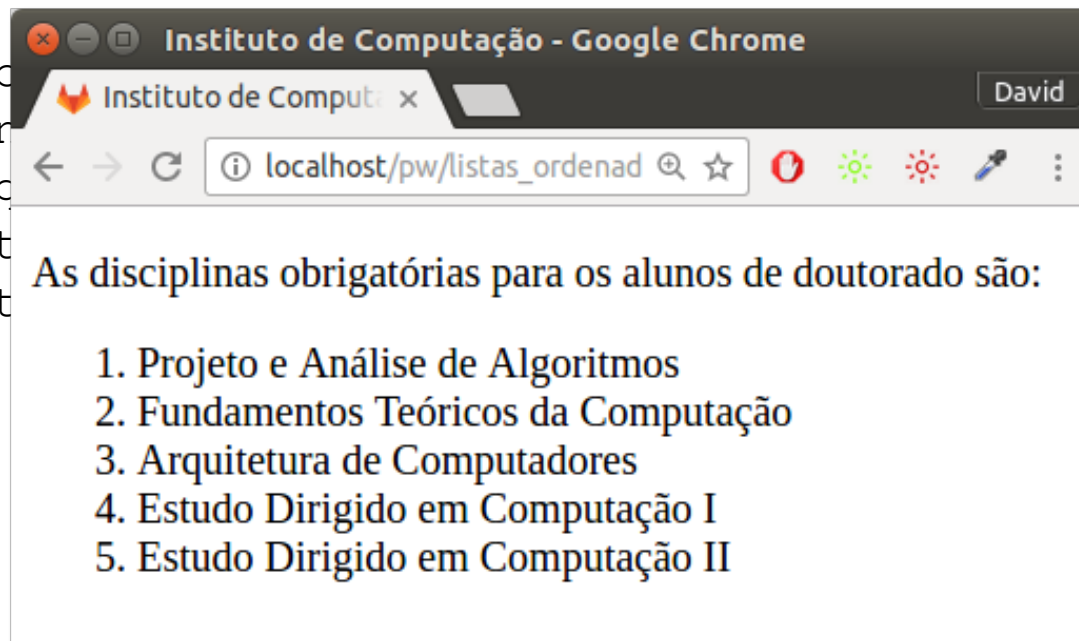 Instituto de Computação - Google Chrome
Instituto de Comput
David
localhost/pw/listas_ordenad
As disciplinas obrigatórias para os alunos de doutorado são:
1. Projeto e Análise de Algoritmos
2. Fundamentos Teóricos da Computação
3. Arquitetura de Computadores
4. Estudo Dirigido em Computação I
5. Estudo Dirigido em Computação II